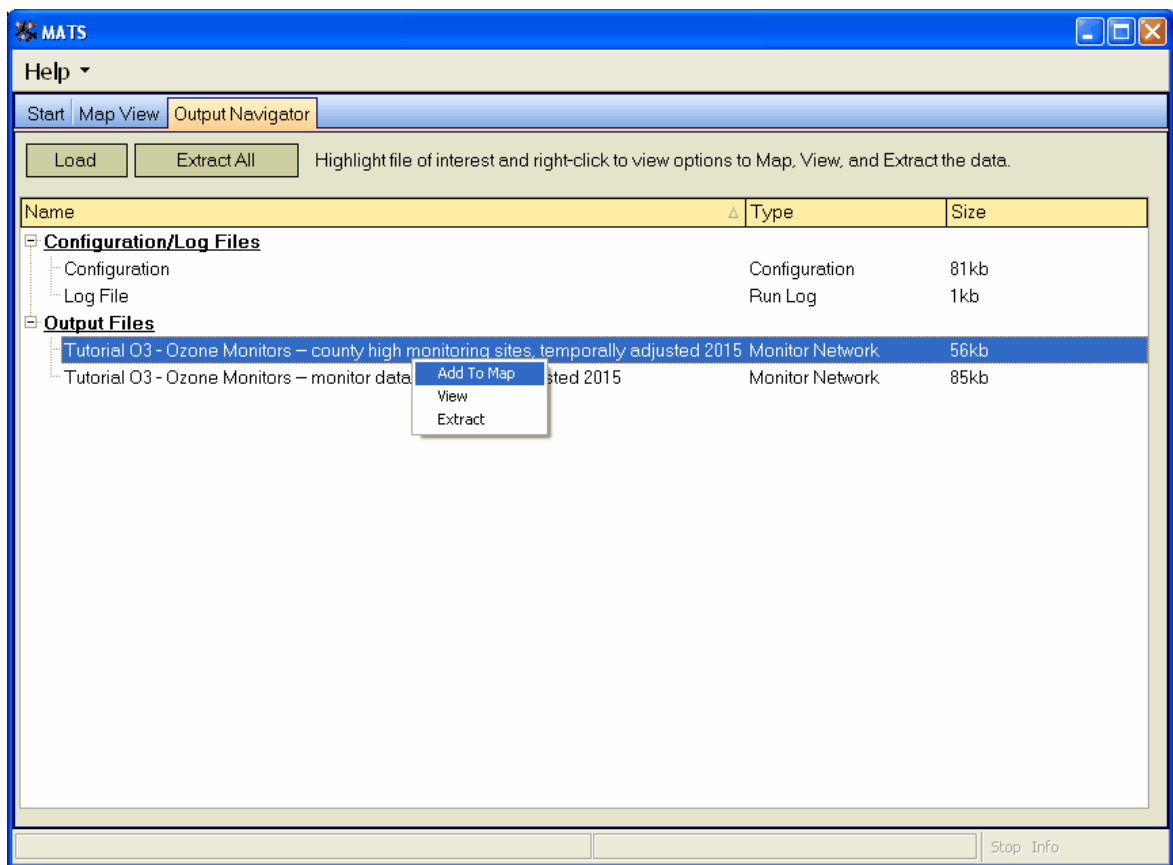 MATS
Help
Start Map View Output Navigator
Load Extract All Highlight file of interest and right-click to view options to Map, View, and Extract the data.
Name Type Size
Configuration/Log Files
Configuration Configuration 81kb
Log File Run Log 1kb
Output Files
Tutorial O3 - Ozone Monitors – county high monitoring sites, temporally adjusted 2015 Monitor Network 56kb
Tutorial O3 - Ozone Monitors – monitor data sted 2015 Monitor Network 85kb
Add To Map
View
Extract
Stop Info